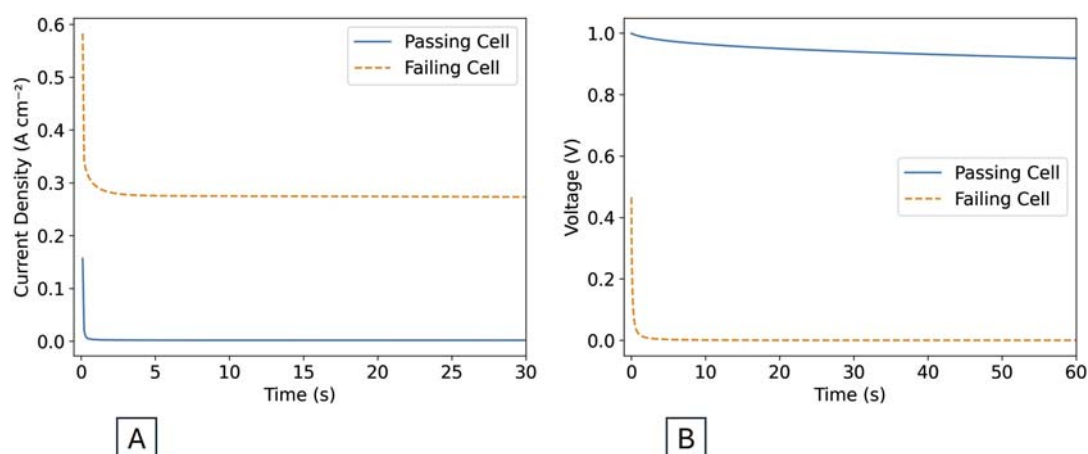 0.6
0.5
0.4
0.3
0.2
0.1
0.0
Current Density (A cm⁻²)
Passing Cell
Failing Cell
0 5 10 15 20 25 30
Time (s)
A
1.0
0.8
0.6
0.4
0.2
0.0
Voltage (V)
Passing Cell
Failing Cell
0 10 20 30 40 50 60
Time (s)
B